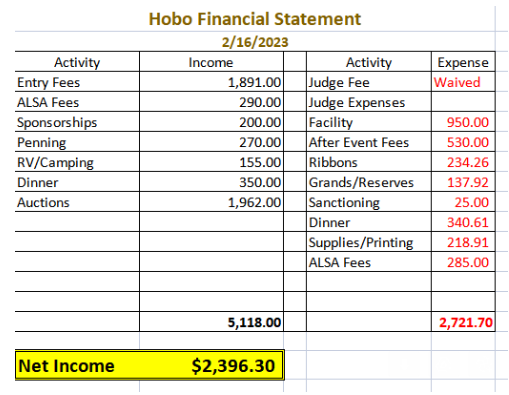 Hobo Financial Statement
2/16/2023
Activity Income Activity Expense
Entry Fees 1,891.00 Judge Fee Waived
ALSA Fees 290.00 Judge Expenses
Sponsorships 200.00 Facility 950.00
Penning 270.00 After Event Fees 530.00
RV/Camping 155.00 Ribbons 234.26
Dinner 350.00 Grands/Reserves 137.92
Auctions 1,962.00 Sanctioning 25.00
Dinner 340.61
Supplies/Printing 218.91
ALSA Fees 285.00
5,118.00 2,721.70
Net Income $2,396.30